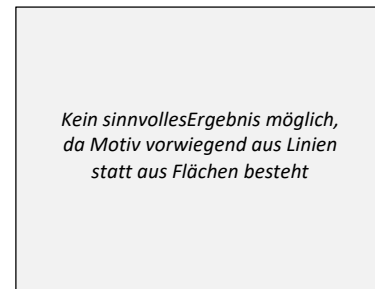 Kein sinnvollesErgebnis möglich,
da Motiv vorwiegend aus Linien
statt aus Flächen besteht